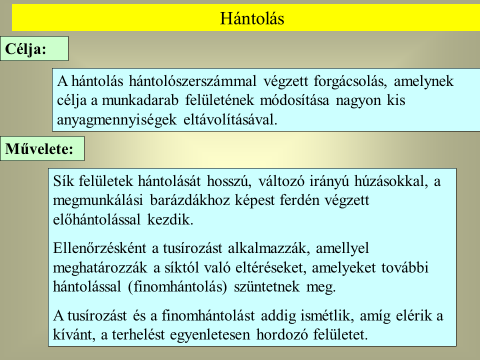 Hántolás
Célja:
A hántolás hántolószerszámmal végzett forgácsolás, amelynek
célja a munkadarab felületének módosítása nagyon kis
anyagmennyiségek eltávolításával.
Művelete:
Sík felületek hántolását hosszú, változó irányú húzásokkal, a
megmunkálási barázdákhoz képest ferdén végzett
előhántolással kezdik.
Ellenőrzésként a tusírozást alkalmazzák, amellyel
meghatározzák a síktól való eltéréseket, amelyeket további
hántolással (finomhántolás) szüntetnek meg.
A tusírozást és a finomhántolást addig ismétlik, amíg elérik a
kívánt, a terhelést egyenletesen hordozó felületet.